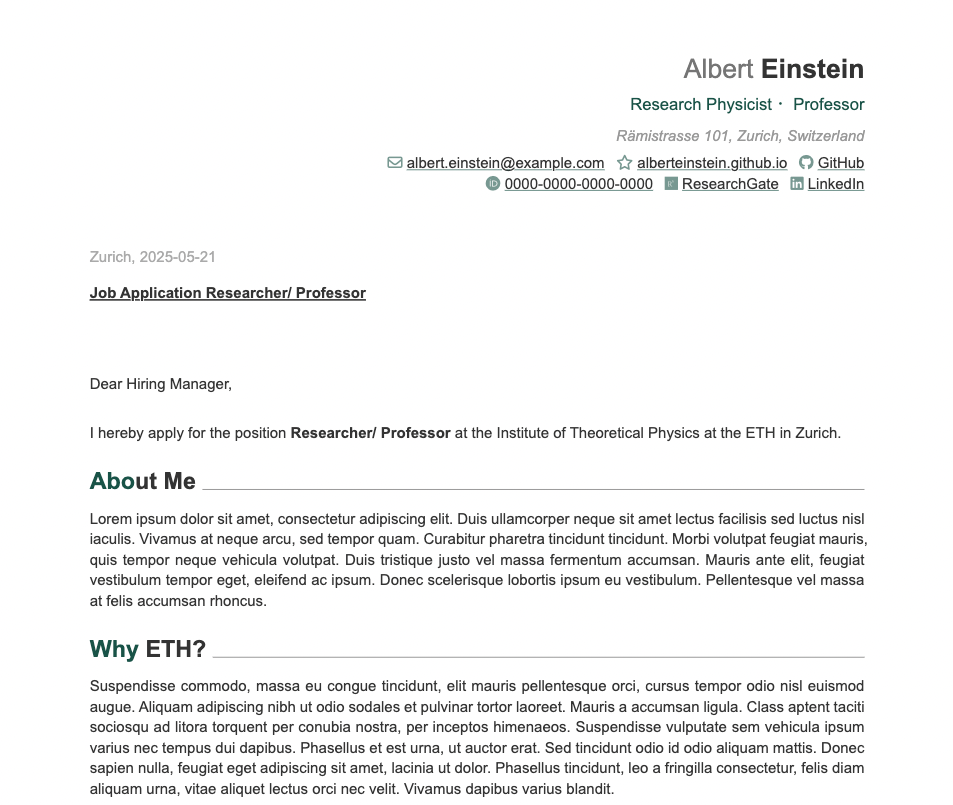 Albert Einstein
Research Physicist · Professor
Rämistrasse 101, Zurich, Switzerland
albert.einstein@example.com alberteinstein.github.io GitHub
0000-0000-0000-0000 ResearchGate LinkedIn
Zurich, 2025-05-21
Job Application Researcher/ Professor
Dear Hiring Manager,
I hereby apply for the position Researcher/ Professor at the Institute of Theoretical Physics at the ETH in Zurich.
About Me
Lorem ipsum dolor sit amet, consectetur adipiscing elit. Duis ullamcorper neque sit amet lectus facilisis sed luctus nisl
iaculis. Vivamus at neque arcu, sed tempor quam. Curabitur pharetra tincidunt tincidunt. Morbi volutpat feugiat mauris,
quis tempor neque vehicula volutpat. Duis tristique justo vel massa fermentum accumsan. Mauris ante elit, feugiat
vestibulum tempor eget, eleifend ac ipsum. Donec scelerisque lobortis ipsum eu vestibulum. Pellentesque vel massa
at felis accumsan rhoncus.
Why ETH?
Suspendisse commodo, massa eu congue tincidunt, elit mauris pellentesque orci, cursus tempor odio nisl euismod
augue. Aliquam adipiscing nibh ut odio sodales et pulvinar tortor laoreet. Mauris a accumsan ligula. Class aptent taciti
sociosqu ad litora torquent per conubia nostra, per inceptos himenaeos. Suspendisse vulputate sem vehicula ipsum
varius nec tempus dui dapibus. Phasellus et est urna, ut auctor erat. Sed tincidunt odio id odio aliquam mattis. Donec
sapien nulla, feugiat eget adipiscing sit amet, lacinia ut dolor. Phasellus tincidunt, leo a fringilla consectetur, felis diam
aliquam urna, vitae aliquet lectus orci nec velit. Vivamus dapibus varius blandit.